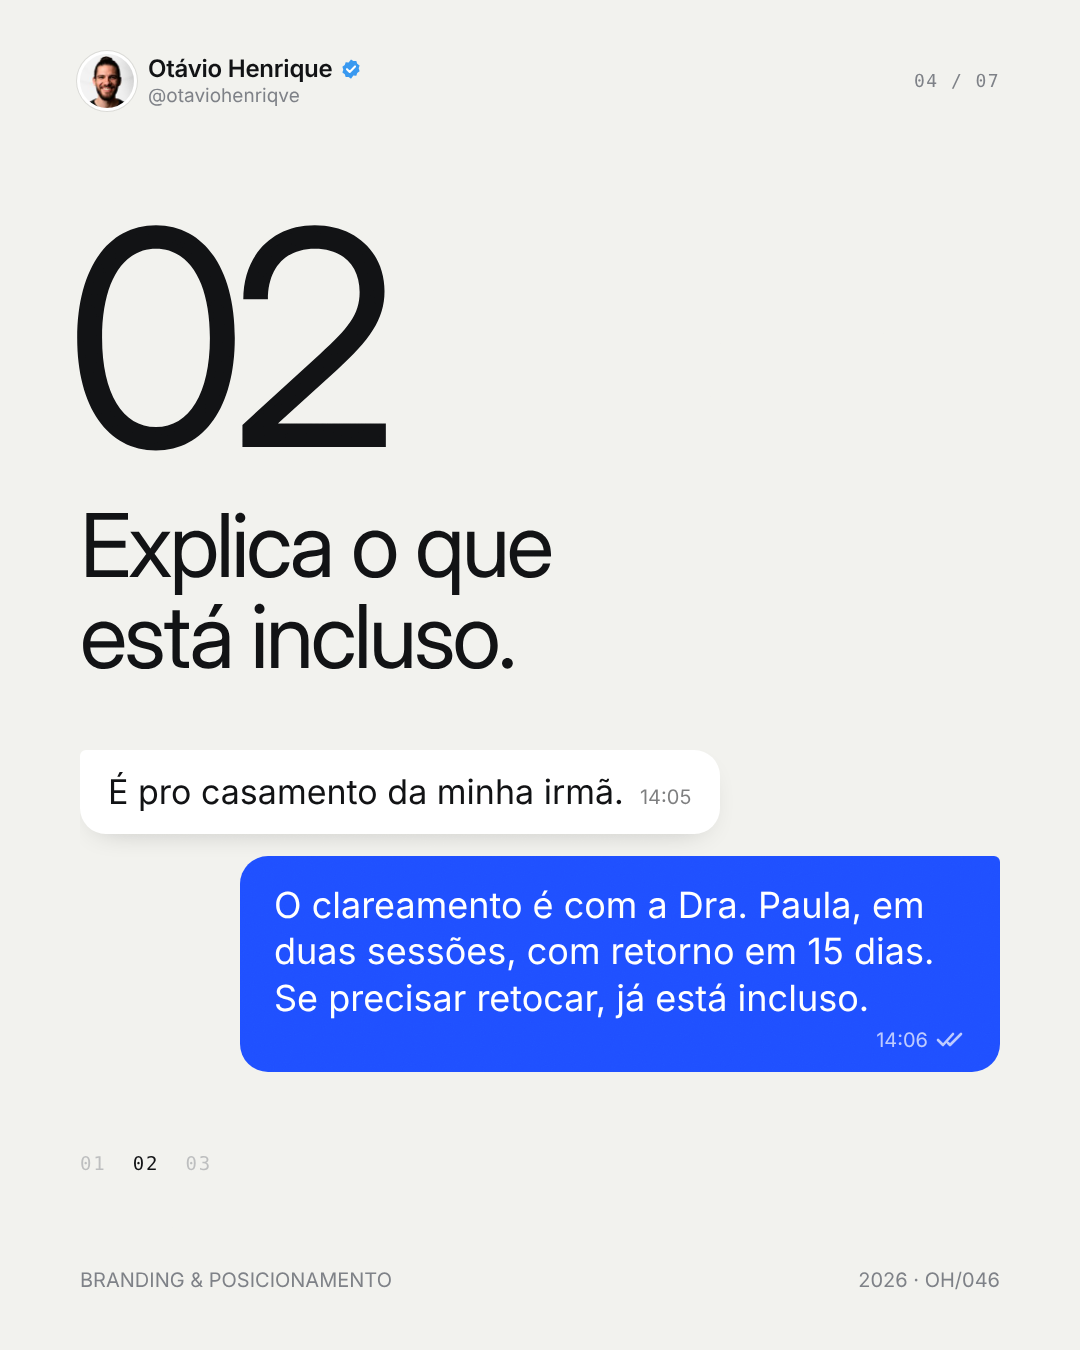 Otávio Henrique
@otaviohenriqve
04 / 07
02
Explica o que
está incluso.
É pro casamento da minha irmã. 14:05
O clareamento é com a Dra. Paula, em
duas sessões, com retorno em 15 dias.
Se precisar retocar, já está incluso.
14:06
01 02 03
BRANDING & POSICIONAMENTO
2026 · OH/046